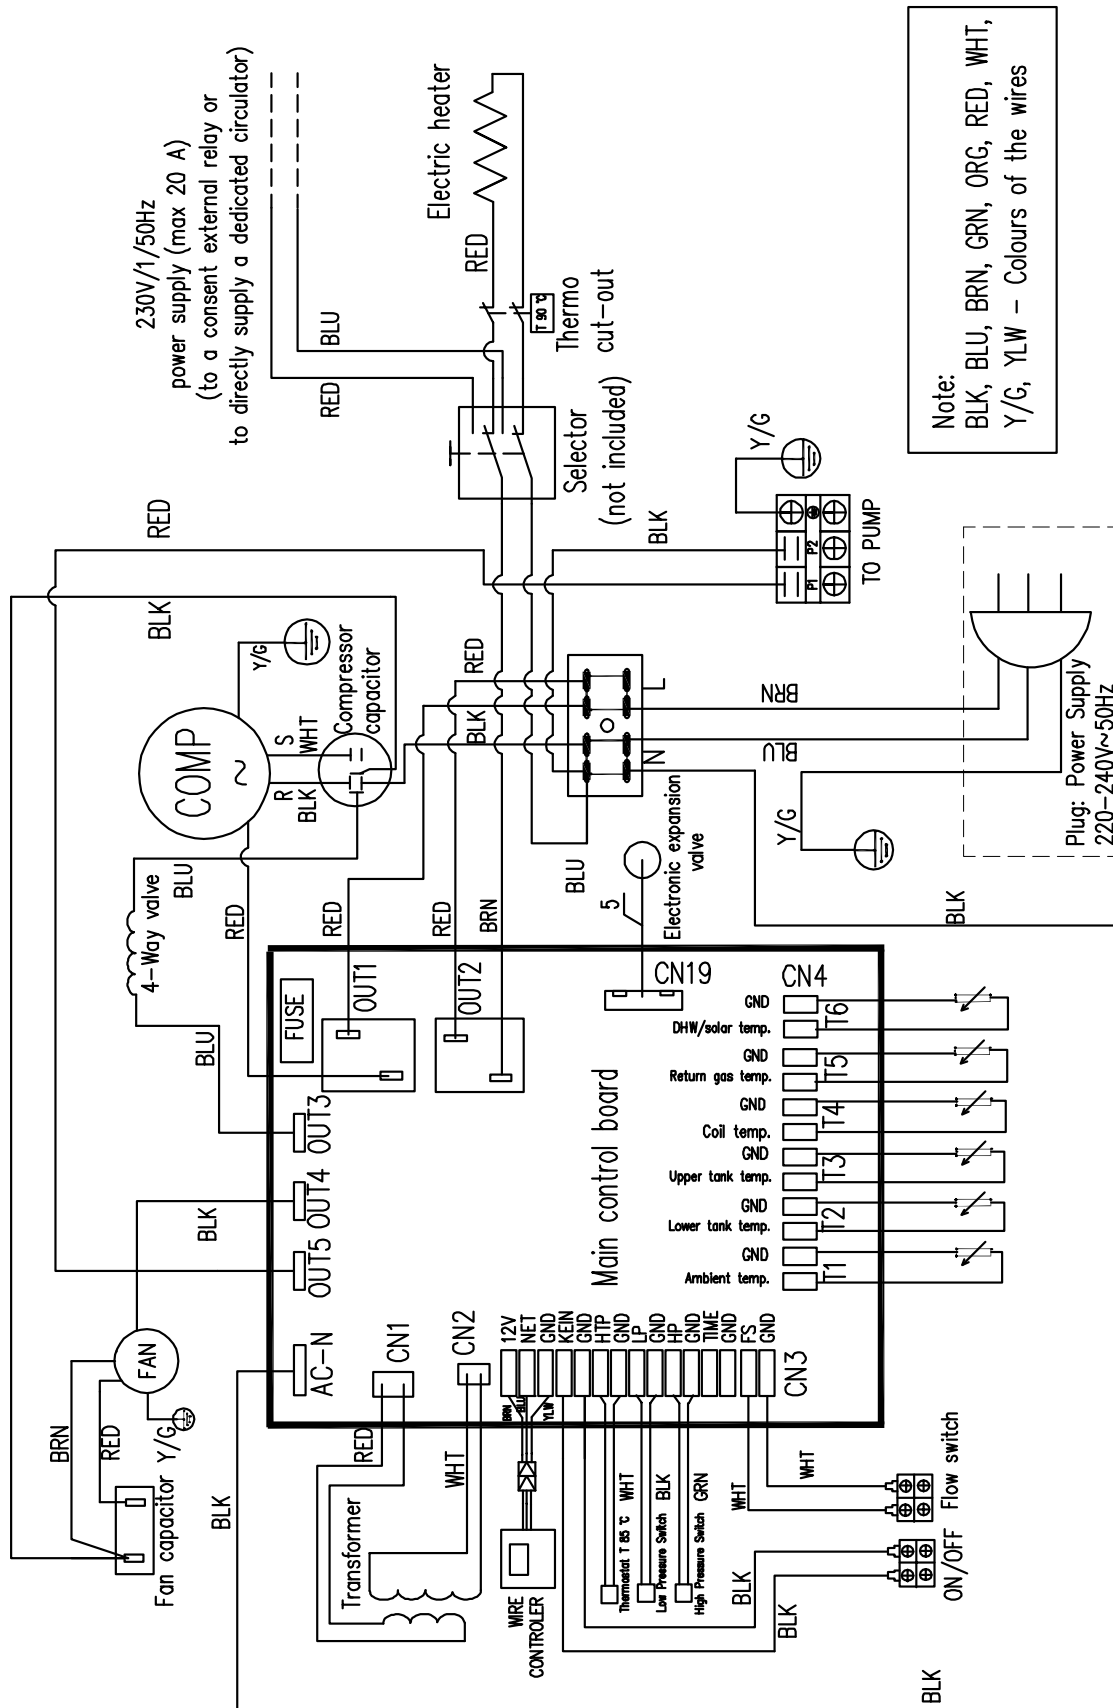 230V/1/50Hz
power supply (max 20 A)
(to a consent external relay or
to directly supply a dedicated circulator)
RED
BLU
Electric heater
RED
T 90 ℃
Thermo
cut-out
Selector
(not included)
Note:
BLK, BLU, BRN, GRN, ORG, RED, WHT,
Y/G, YLW - Colours of the wires
BLK
RED
COMP
~
Y/G
S
WHT
R
BLK
Compressor
capacitor
BLK
RED
BLK
Y/G
P1
P2
TO PUMP
L
N
BRN
BLU
Y/G
Plug: Power Supply
220-240V~50Hz
4-Way valve
BLU
RED
BLU
RED
RED
BRN
BLU
5
Electronic expansion
valve
BLK
FUSE
OUT1
OUT2
OUT3
OUT4
OUT5
AC-N
CN19
CN4
Main control board
GND
DHW/solar temp.
T6
GND
Return gas temp.
T5
GND
Coil temp.
T4
GND
Upper tank temp.
T3
GND
Lower tank temp.
T2
GND
Ambient temp.
T1
CN1
CN2
12V
NET
GND
KEIN
GND
HTP
GND
LP
GND
HP
GND
TIME
GND
FS
GND
CN3
BLK
FAN
BRN
RED
Y/G
Fan capacitor
BLK
Transformer
RED
WHT
BRN
BLU
YLW
WIRE
CONTROLER
Thermostat T 85 ℃
WHT
Low Pressure Switch
BLK
High Pressure Switch
GRN
WHT
WHT
BLK
BLK
Flow switch
ON/OFF
BLK